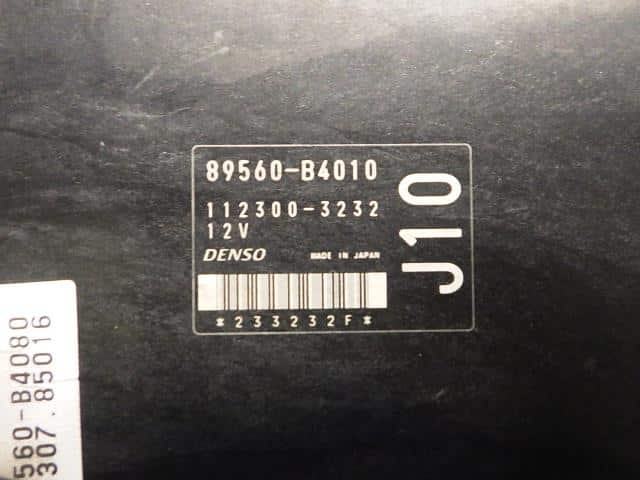 89560-B4010
112300-3232
12V
DENSO MADE IN JAPAN
*233232F*
J10
560-B4080
307.85016